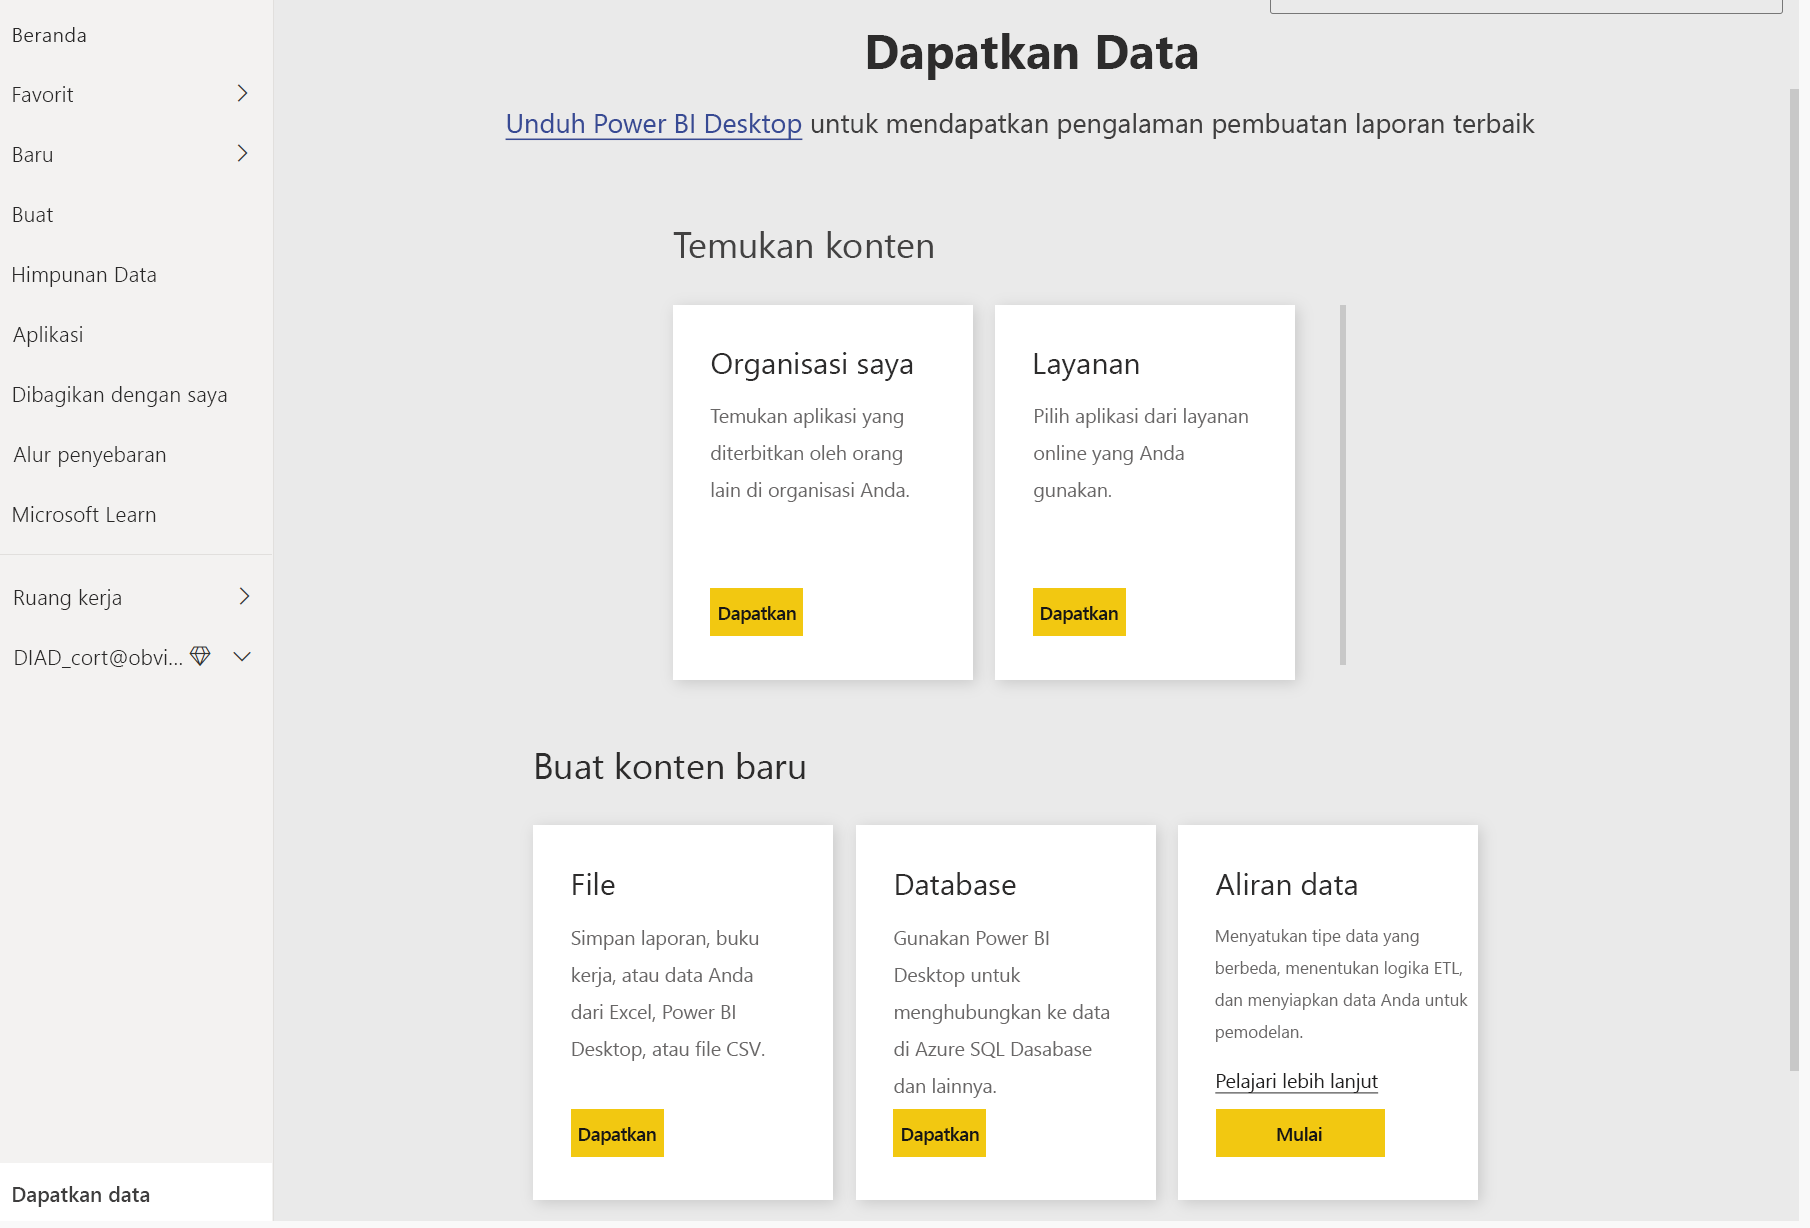 Beranda
Favorit
Baru
Buat
Himpunan Data
Aplikasi
Dibagikan dengan saya
Alur penyebaran
Microsoft Learn
Ruang kerja
DIAD_cort@obvi...
Dapatkan data
Dapatkan Data
Unduh Power BI Desktop untuk mendapatkan pengalaman pembuatan laporan terbaik
Temukan konten
Organisasi saya
Temukan aplikasi yang
diterbitkan oleh orang
lain di organisasi Anda.
Dapatkan
Layanan
Pilih aplikasi dari layanan
online yang Anda
gunakan.
Dapatkan
Buat konten baru
File
Simpan laporan, buku
kerja, atau data Anda
dari Excel, Power BI
Desktop, atau file CSV.
Dapatkan
Database
Gunakan Power BI
Desktop untuk
menghubungkan ke data
di Azure SQL Dasabase
dan lainnya.
Dapatkan
Aliran data
Menyatukan tipe data yang
berbeda, menentukan logika ETL,
dan menyiapkan data Anda untuk
pemodelan.
Pelajari lebih lanjut
Mulai